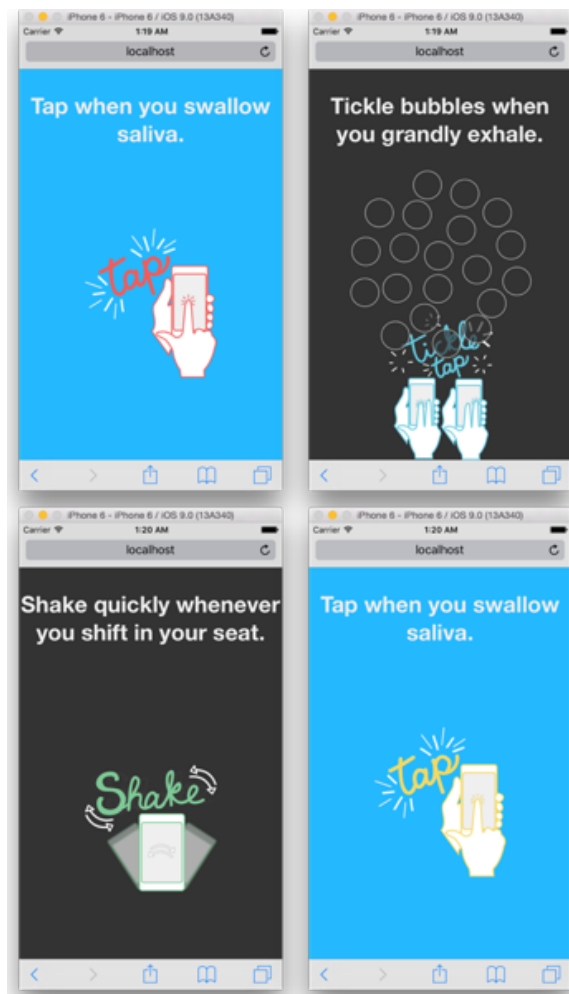 iPhone 6 - iPhone 6 / iOS 9.0 (13A340)
Carrier 1:19 AM
localhost
Tap when you swallow
saliva.
tap
iPhone 6 - iPhone 6 / iOS 9.0 (13A340)
Carrier 1:19 AM
localhost
Tickle bubbles when
you grandly exhale.
tickle
tap
iPhone 6 - iPhone 6 / iOS 9.0 (13A340)
Carrier 1:20 AM
localhost
Shake quickly whenever
you shift in your seat.
Shake
iPhone 6 - iPhone 6 / iOS 9.0 (13A340)
Carrier 1:20 AM
localhost
Tap when you swallow
saliva.
tap